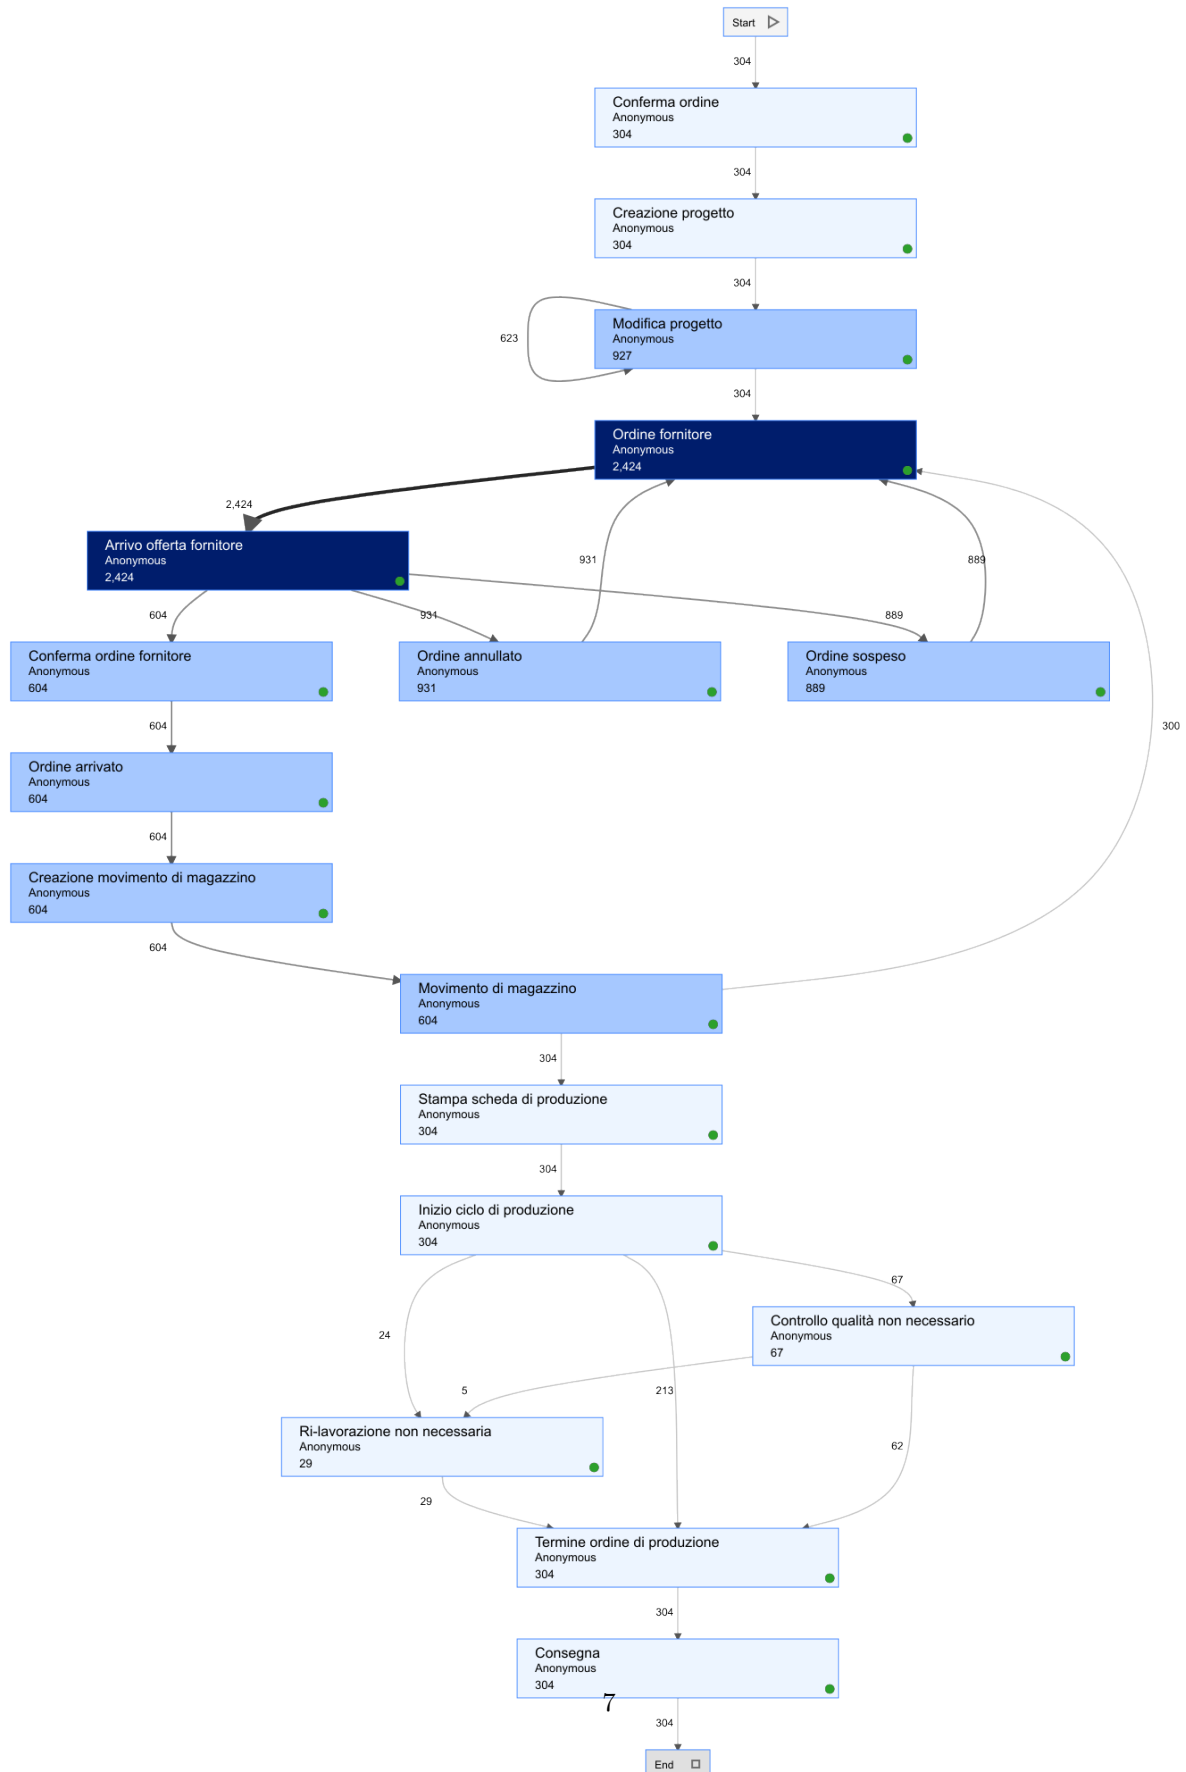 Start
304
Conferma ordine
Anonymous
304
304
Creazione progetto
Anonymous
304
304
623
Modifica progetto
Anonymous
927
304
Ordine fornitore
Anonymous
2,424
2,424
Arrivo offerta fornitore
Anonymous
2,424
931
889
604
931
889
Conferma ordine fornitore
Anonymous
604
Ordine annullato
Anonymous
931
Ordine sospeso
Anonymous
889
604
300
Ordine arrivato
Anonymous
604
604
Creazione movimento di magazzino
Anonymous
604
604
Movimento di magazzino
Anonymous
604
304
Stampa scheda di produzione
Anonymous
304
304
Inizio ciclo di produzione
Anonymous
304
67
24
Controllo qualità non necessario
Anonymous
67
5
213
62
Ri-lavorazione non necessaria
Anonymous
29
29
Termine ordine di produzione
Anonymous
304
304
Consegna
Anonymous
304
7
304
End